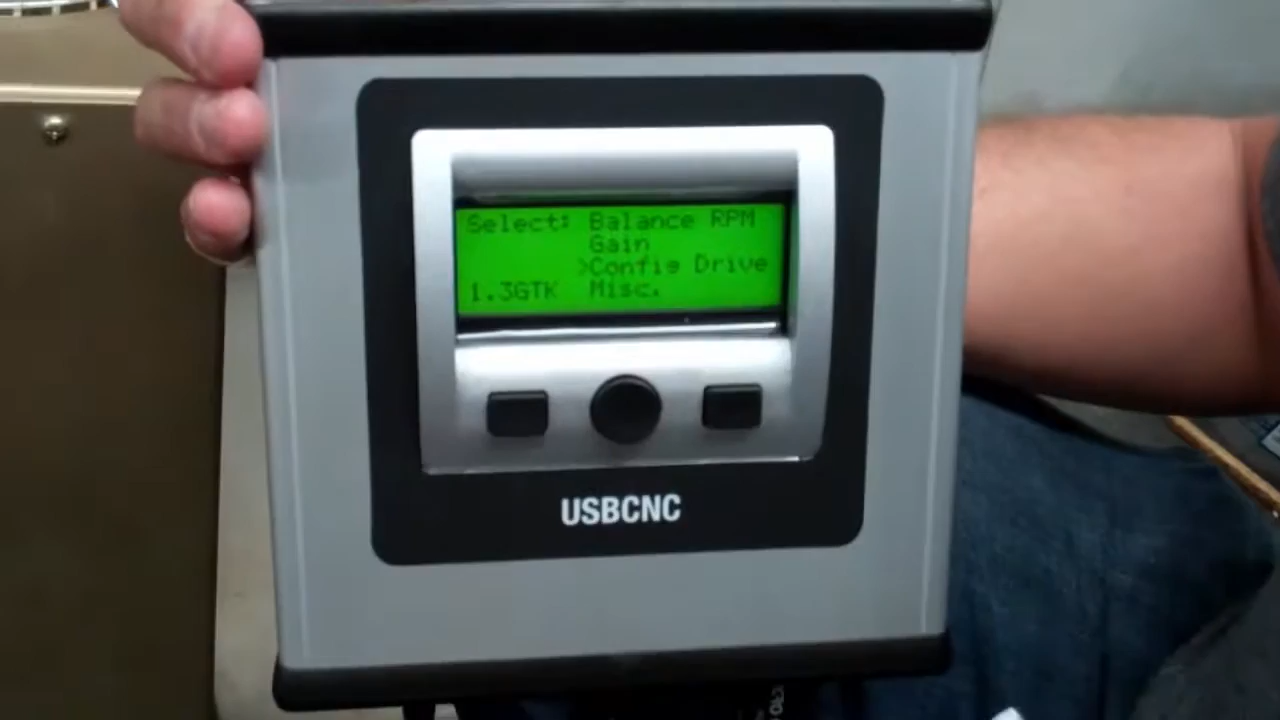 Select: Balance RPM
Gain
>Config Drive
1.3GTK Misc.
USBCNC